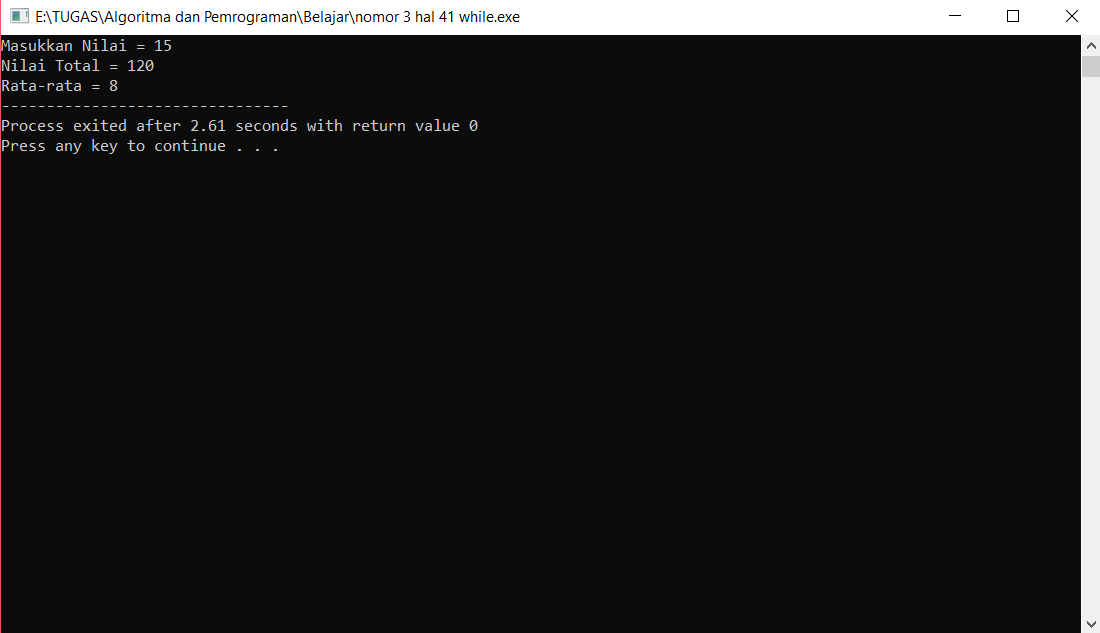 E:\TUGAS\Algoritma dan Pemrograman\Belajar\nomor 3 hal 41 while.exe
Masukkan Nilai = 15
Nilai Total = 120
Rata-rata = 8
--------------------------------
Process exited after 2.61 seconds with return value 0
Press any key to continue . . .